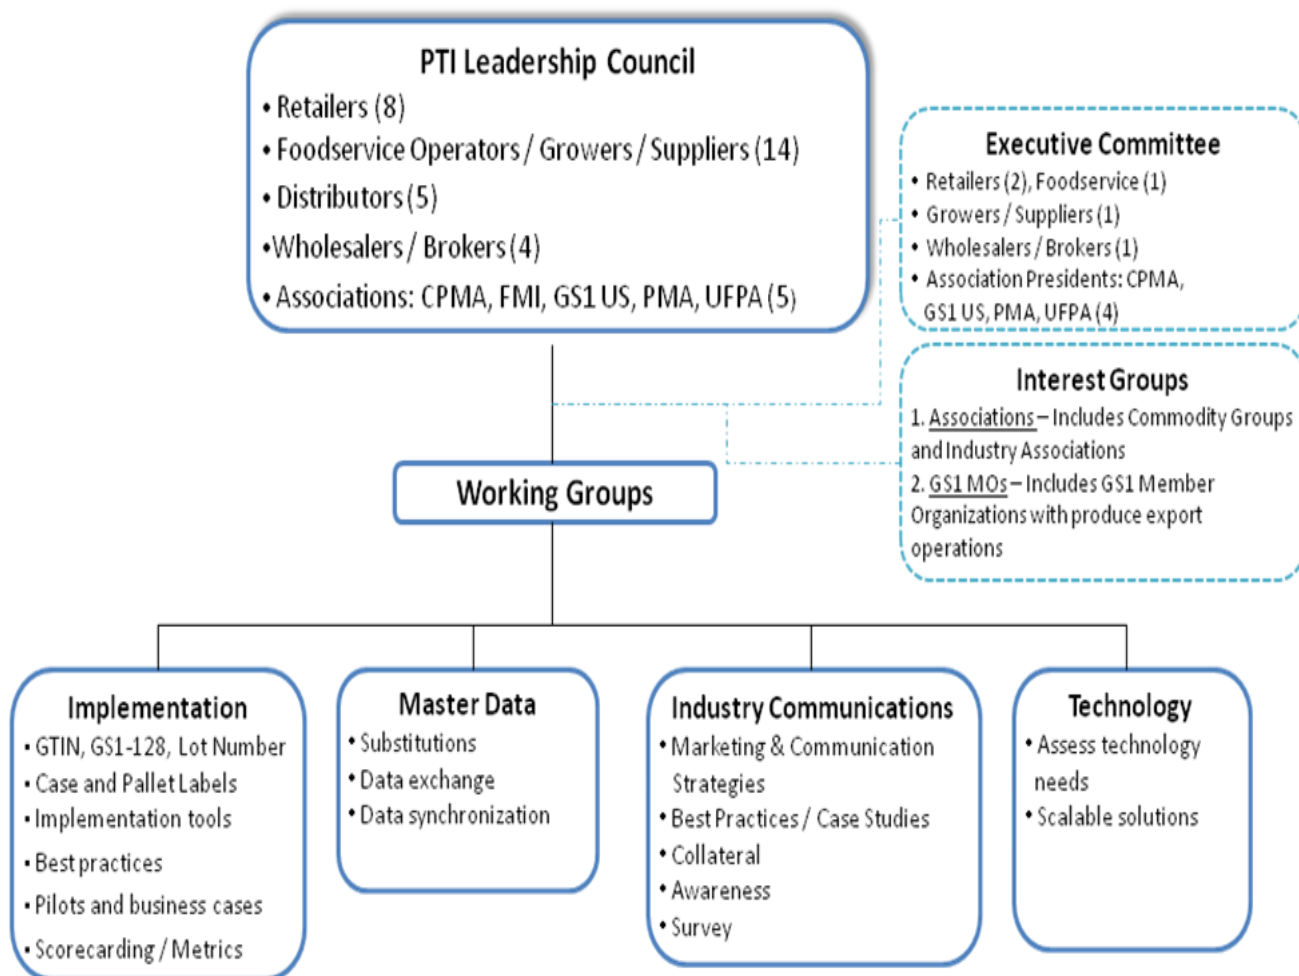 PTI Leadership Council
• Retailers (8)
• Foodservice Operators / Growers / Suppliers (14)
• Distributors (5)
•Wholesalers / Brokers (4)
• Associations: CPMA, FMI, GS1 US, PMA, UFPA (5)
Executive Committee
• Retailers (2), Foodservice (1)
• Growers / Suppliers (1)
• Wholesalers / Brokers (1)
• Association Presidents: CPMA,
GS1 US, PMA, UFPA (4)
Interest Groups
1. Associations – Includes Commodity Groups
and Industry Associations
2. GS1 MOs – Includes GS1 Member
Organizations with produce export
operations
Working Groups
Implementation
• GTIN, GS1-128, Lot Number
• Case and Pallet Labels
• Implementation tools
• Best practices
• Pilots and business cases
• Scorecarding / Metrics
Master Data
• Substitutions
• Data exchange
• Data synchronization
Industry Communications
• Marketing & Communication
Strategies
• Best Practices / Case Studies
• Collateral
• Awareness
• Survey
Technology
• Assess technology
needs
• Scalable solutions